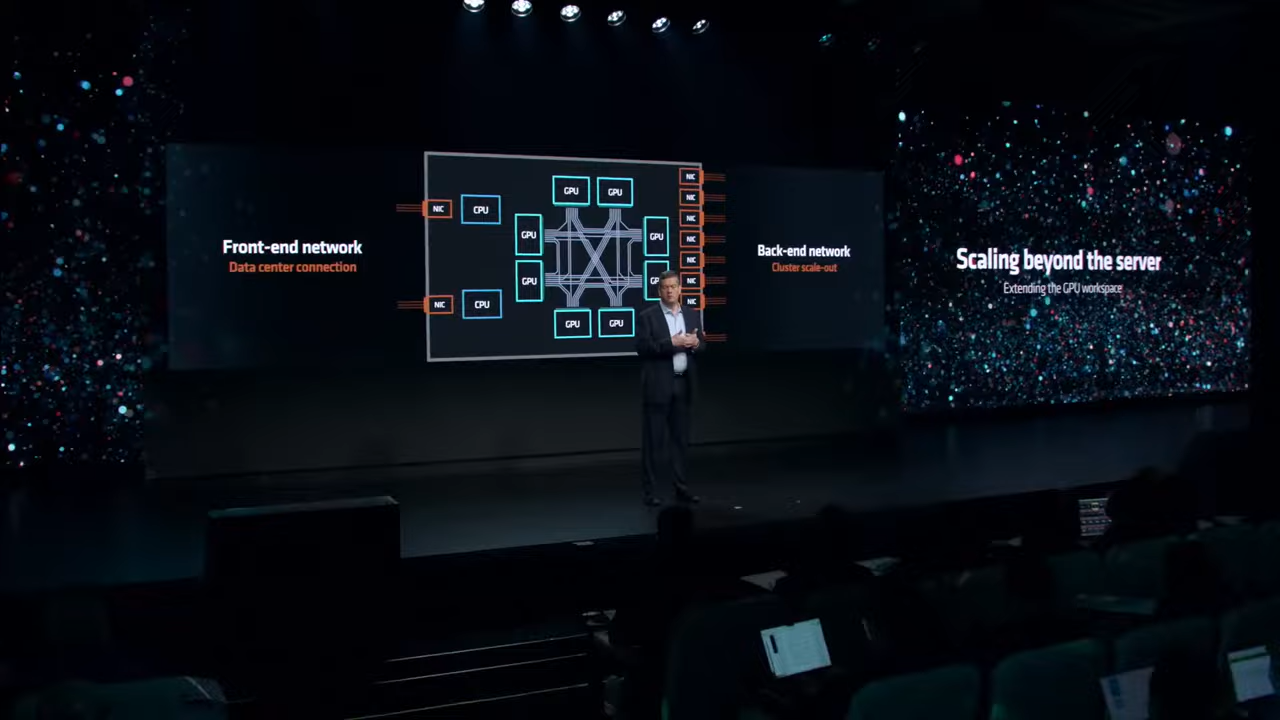 Front-end network
Data center connection
NIC
CPU
NIC
CPU
GPU
GPU
GPU
GPU
GPU
GPU
GPU
NIC
NIC
NIC
NIC
NIC
NIC
NIC
Back-end network
Cluster scale-out
Scaling beyond the server
Extending the GPU workspace